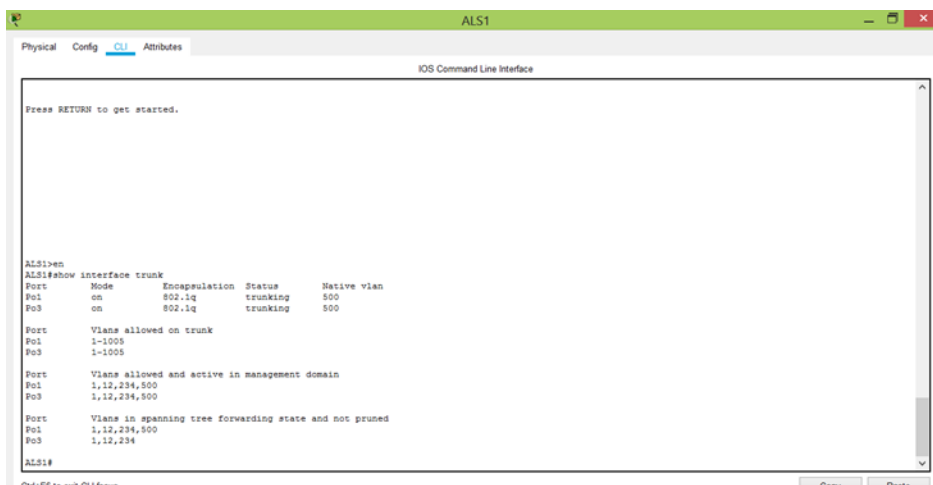 ALS1
Physical Config CLI Attributes
IOS Command Line Interface
Press RETURN to get started.
ALS1>en
ALS1#show interface trunk
Port Mode Encapsulation Status Native vlan
Po1 on 802.1q trunking 500
Po3 on 802.1q trunking 500
Port Vlans allowed on trunk
Po1 1-1005
Po3 1-1005
Port Vlans allowed and active in management domain
Po1 1,12,234,500
Po3 1,12,234,500
Port Vlans in spanning tree forwarding state and not pruned
Po1 1,12,234,500
Po3 1,12,234
ALS1#